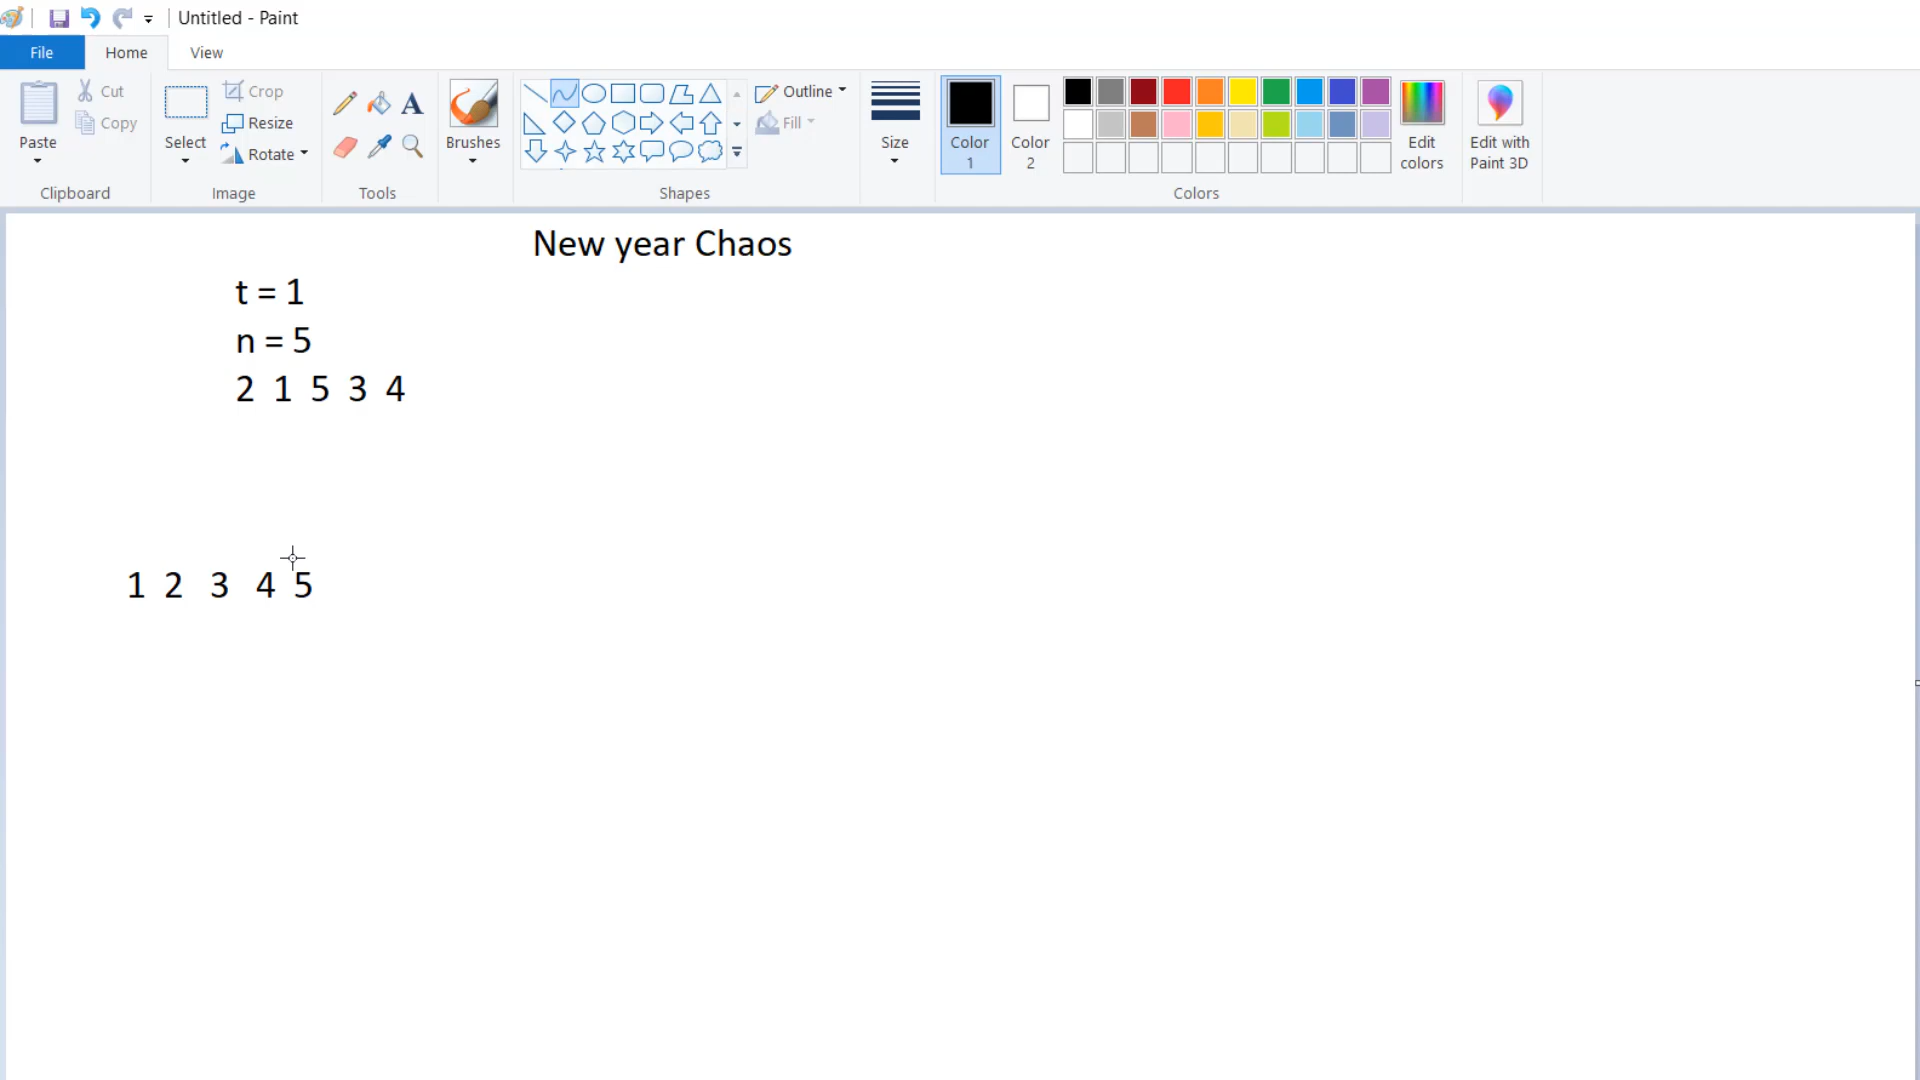 Untitled - Paint
File Home View
Paste Cut Copy Clipboard
Select Crop Resize Rotate Image
A Tools
Brushes
Outline Fill Shapes
Size
Color 1 Color 2 Edit colors Colors
Edit with Paint 3D
New year Chaos
t = 1
n = 5
2 1 5 3 4
1 2 3 4 5